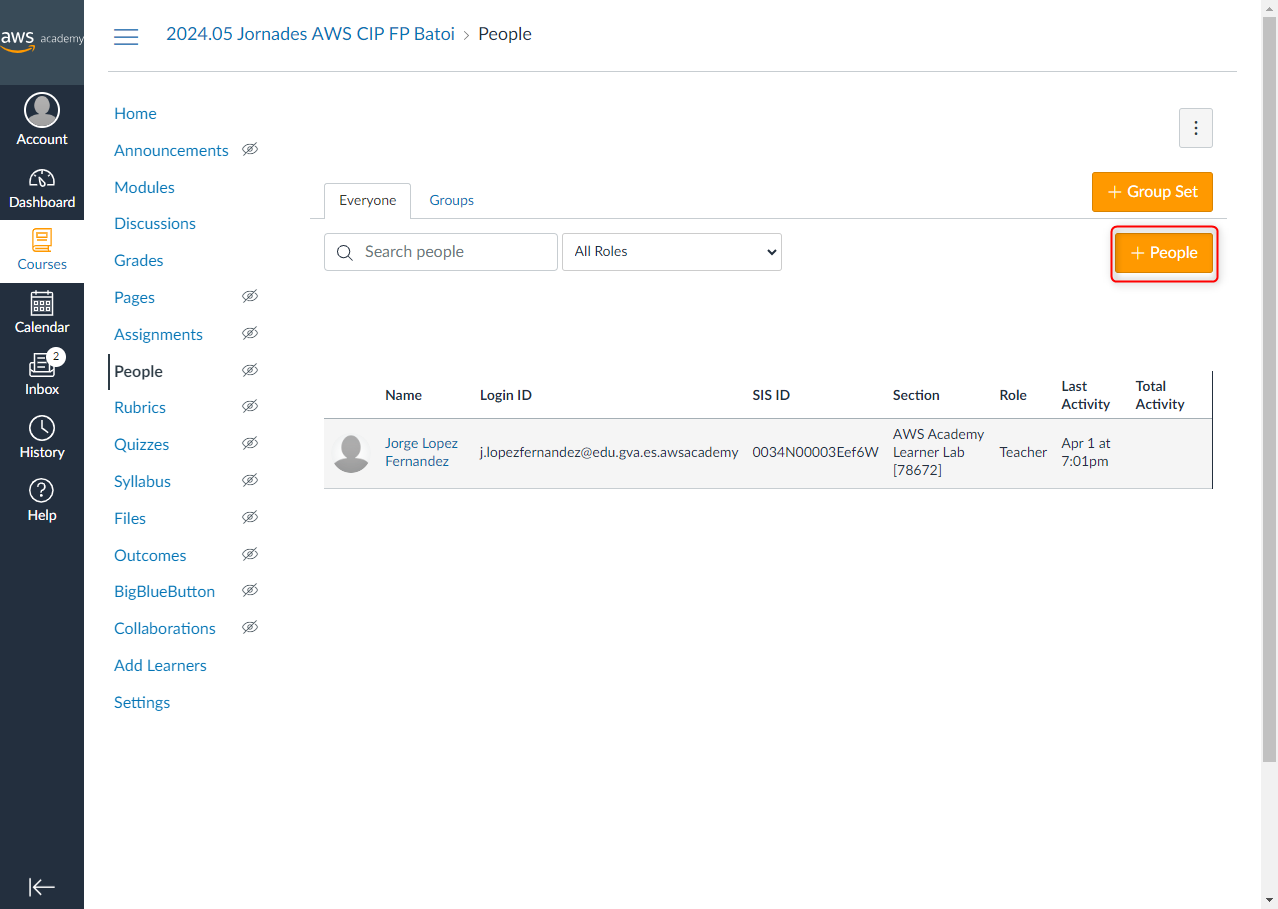 aws academy
Account
Dashboard
Courses
Calendar
2
Inbox
History
Help
2024.05 Jornades AWS CIP FP Batoi › People
Home
Announcements
Modules
Discussions
Grades
Pages
Assignments
People
Rubrics
Quizzes
Syllabus
Files
Outcomes
BigBlueButton
Collaborations
Add Learners
Settings
Everyone Groups
+ Group Set
Search people All Roles
+ People
Name Login ID SIS ID Section Role Last Activity Total Activity
Jorge Lopez Fernandez j.lopezfernandez@edu.gva.es.awsacademy 0034N00003Eef6W AWS Academy Learner Lab [78672] Teacher Apr 1 at 7:01pm